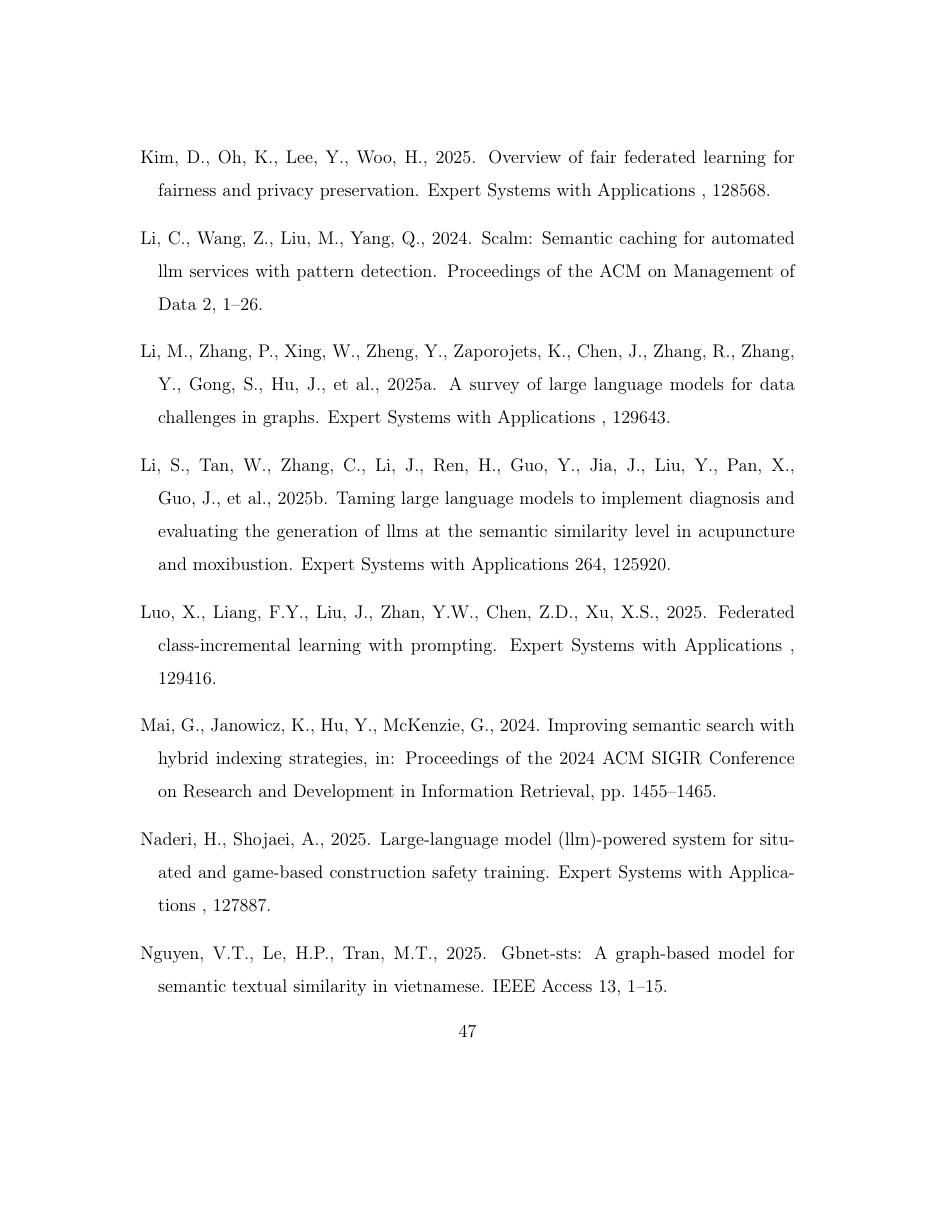 Kim, D., Oh, K., Lee, Y., Woo, H., 2025. Overview of fair federated learning for
fairness and privacy preservation. Expert Systems with Applications , 128568.
Li, C., Wang, Z., Liu, M., Yang, Q., 2024. Scalm: Semantic caching for automated
llm services with pattern detection. Proceedings of the ACM on Management of
Data 2, 1–26.
Li, M., Zhang, P., Xing, W., Zheng, Y., Zaporojets, K., Chen, J., Zhang, R., Zhang,
Y., Gong, S., Hu, J., et al., 2025a. A survey of large language models for data
challenges in graphs. Expert Systems with Applications , 129643.
Li, S., Tan, W., Zhang, C., Li, J., Ren, H., Guo, Y., Jia, J., Liu, Y., Pan, X.,
Guo, J., et al., 2025b. Taming large language models to implement diagnosis and
evaluating the generation of llms at the semantic similarity level in acupuncture
and moxibustion. Expert Systems with Applications 264, 125920.
Luo, X., Liang, F.Y., Liu, J., Zhan, Y.W., Chen, Z.D., Xu, X.S., 2025. Federated
class-incremental learning with prompting. Expert Systems with Applications ,
129416.
Mai, G., Janowicz, K., Hu, Y., McKenzie, G., 2024. Improving semantic search with
hybrid indexing strategies, in: Proceedings of the 2024 ACM SIGIR Conference
on Research and Development in Information Retrieval, pp. 1455–1465.
Naderi, H., Shojaei, A., 2025. Large-language model (llm)-powered system for situ-
ated and game-based construction safety training. Expert Systems with Applica-
tions , 127887.
Nguyen, V.T., Le, H.P., Tran, M.T., 2025. Gbnet-sts: A graph-based model for
semantic textual similarity in vietnamese. IEEE Access 13, 1–15.
47